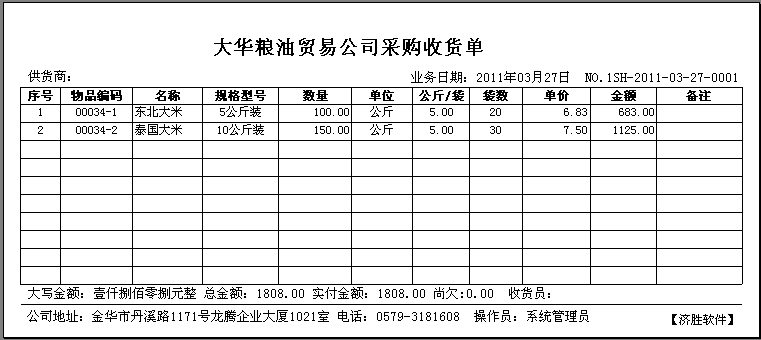 大华粮油贸易公司采购收货单
供货商： 业务日期：2011年03月27日 NO.1SH-2011-03-27-0001
序号 物品编码 名称 规格型号 数量 单位 公斤/袋 袋数 单价 金额 备注
1 00034-1 东北大米 5公斤装 100.00 公斤 5.00 20 6.83 683.00
2 00034-2 泰国大米 10公斤装 150.00 公斤 5.00 30 7.50 1125.00
大写金额：壹仟捌佰零捌元整 总金额：1808.00 实付金额：1808.00 尚欠:0.00 收货员：
公司地址：金华市丹溪路1171号龙腾企业大厦1021室 电话：0579-3181608 操作员：系统管理员 【济胜软件】